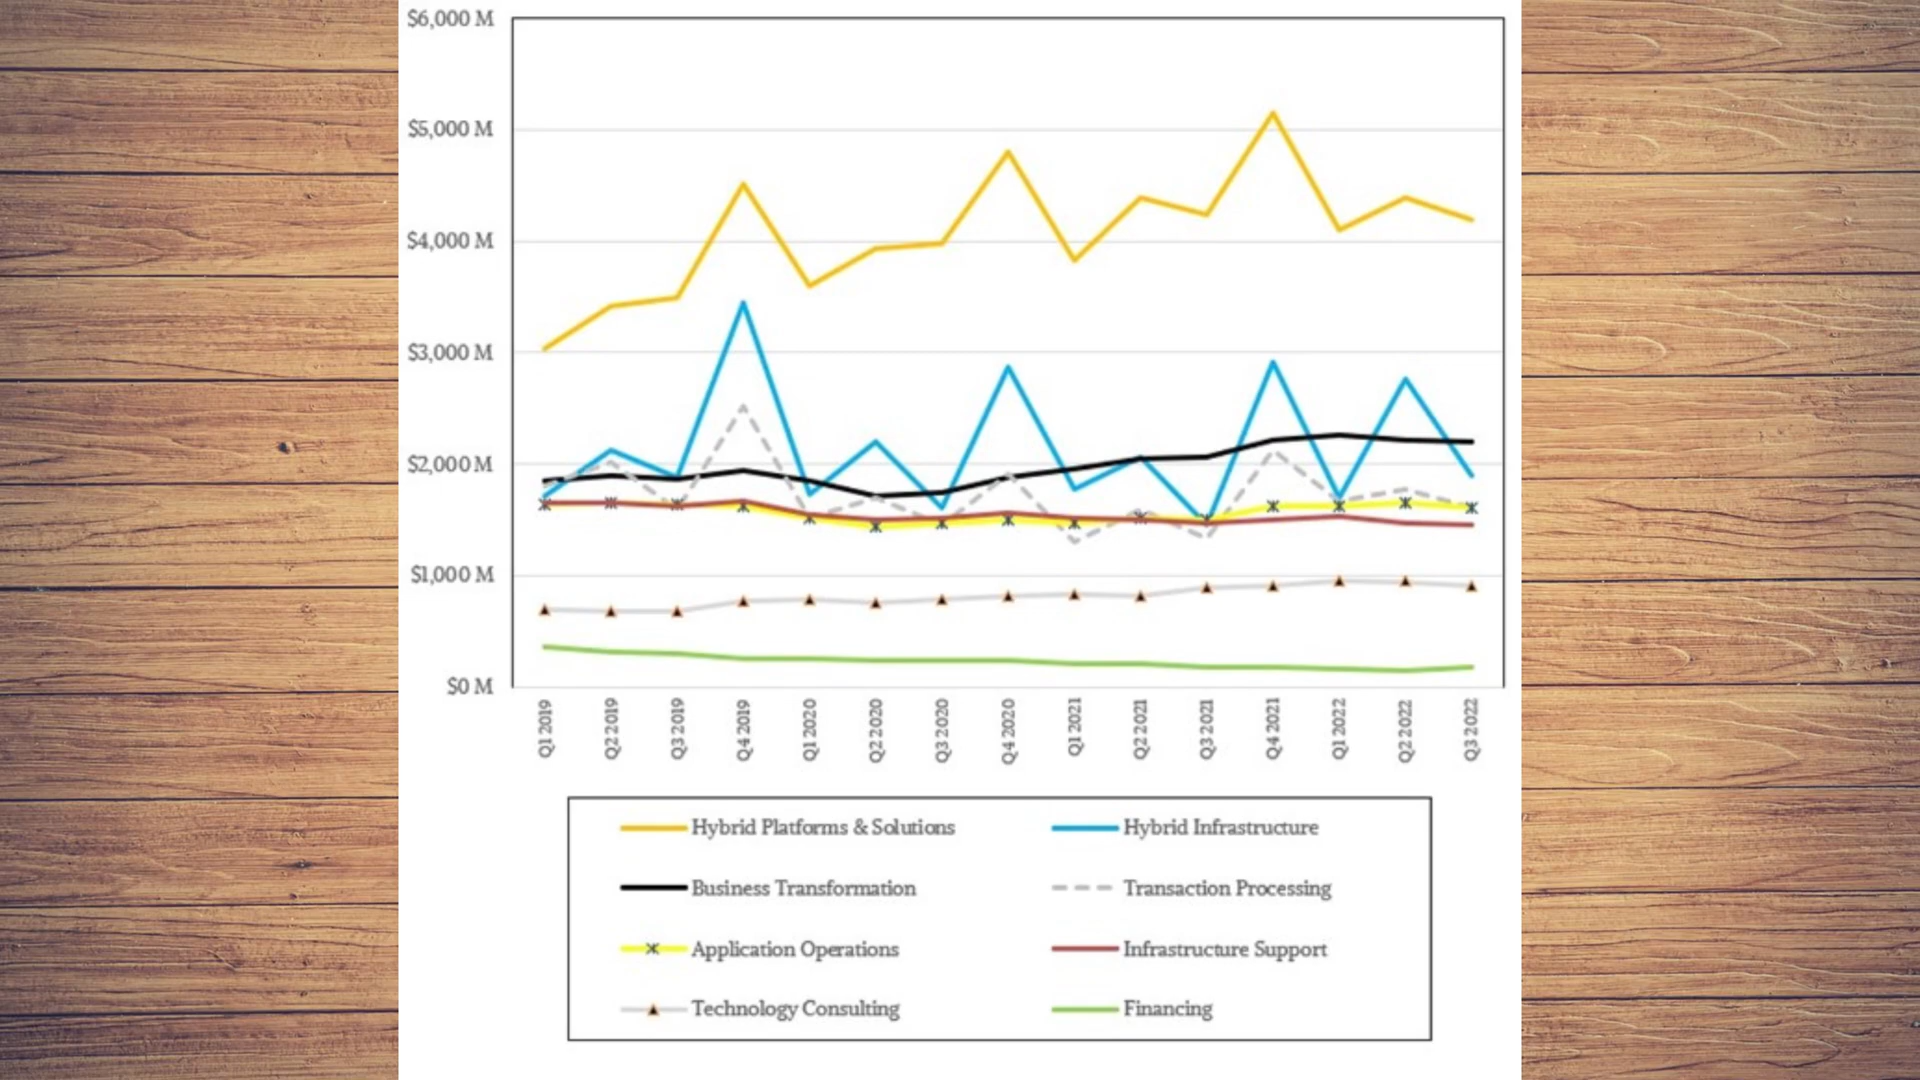 $6,000 M
$5,000 M
$4,000 M
$3,000 M
$2,000 M
$1,000 M
$0 M
Q1 2019
Q2 2019
Q3 2019
Q4 2019
Q1 2020
Q2 2020
Q3 2020
Q4 2020
Q1 2021
Q2 2021
Q3 2021
Q4 2021
Q1 2022
Q2 2022
Q3 2022
Hybrid Platforms & Solutions
Hybrid Infrastructure
Business Transformation
Transaction Processing
Application Operations
Infrastructure Support
Technology Consulting
Financing